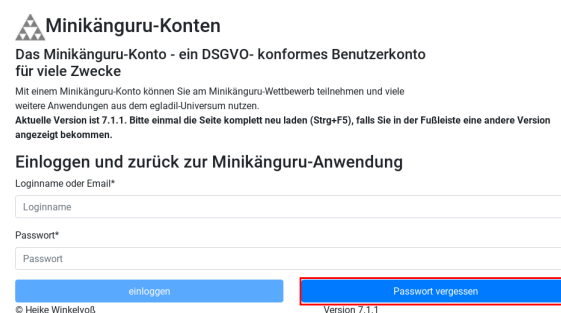 Minikänguru-Konten
Das Minikänguru-Konto - ein DSGVO- konformes Benutzerkonto
für viele Zwecke
Mit einem Minikänguru-Konto können Sie am Minikänguru-Wettbewerb teilnehmen und viele
weitere Anwendungen aus dem egladil-Universum nutzen.
Aktuelle Version ist 7.1.1. Bitte einmal die Seite komplett neu laden (Strg+F5), falls Sie in der Fußleiste eine andere Version
angezeigt bekommen.
Einloggen und zurück zur Minikänguru-Anwendung
Loginname oder Email*
Loginname
Passwort*
Passwort
einloggen Passwort vergessen
© Heike Winkelvoß Version 7.1.1